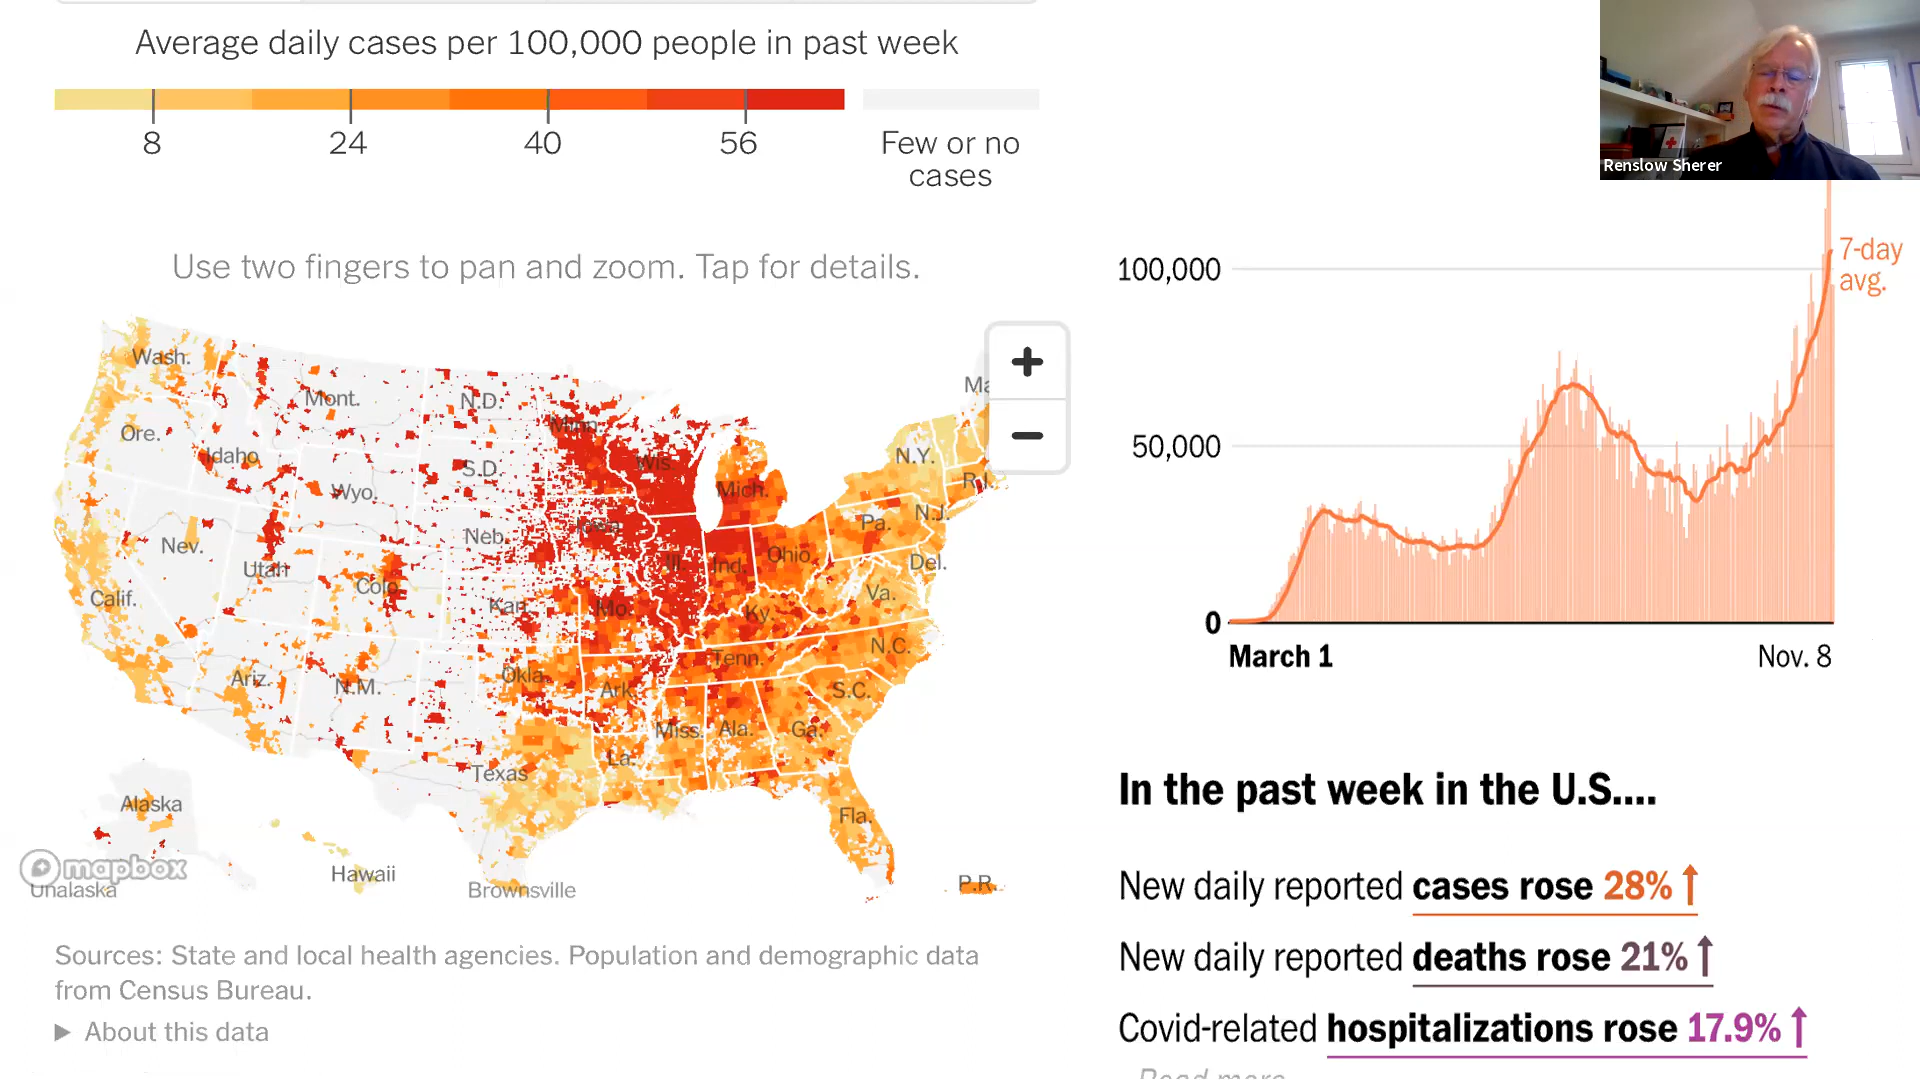 Average daily cases per 100,000 people in past week
8
24
40
56
Few or no
cases
Use two fingers to pan and zoom. Tap for details.
+
−
Wash.
Mont.
N.D.
Minn.
Ore.
Idaho
Wyo.
S.D.
Wis.
Mich.
N.Y.
R.I.
Nev.
Utah
Colo.
Neb.
Iowa
Ill.
Ind.
Ohio
Pa.
N.J.
Del.
Calif.
Kan.
Mo.
Ky.
Va.
Ariz.
N.M.
Okla.
Ark.
Tenn.
N.C.
S.C.
Texas
La.
Miss.
Ala.
Ga.
Fla.
Alaska
mapbox
Unalaska
Hawaii
Brownsville
P.R.
Sources: State and local health agencies. Population and demographic data
from Census Bureau.
▶ About this data
Renslow Sherer
100,000
7-day
avg.
50,000
0
March 1
Nov. 8
In the past week in the U.S....
New daily reported cases rose 28% ↑
New daily reported deaths rose 21% ↑
Covid-related hospitalizations rose 17.9% ↑